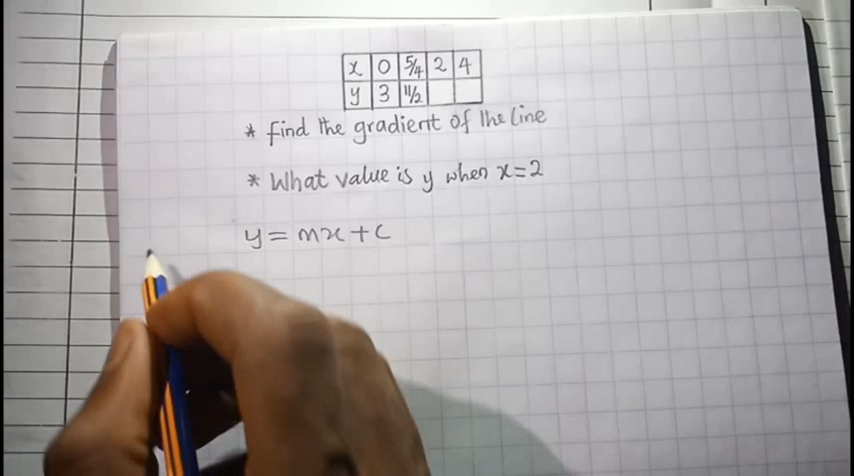 x 0 5/4 2 4
y 3 11/2
* find the gradient of the line
* What value is y when x=2
y = mx + c